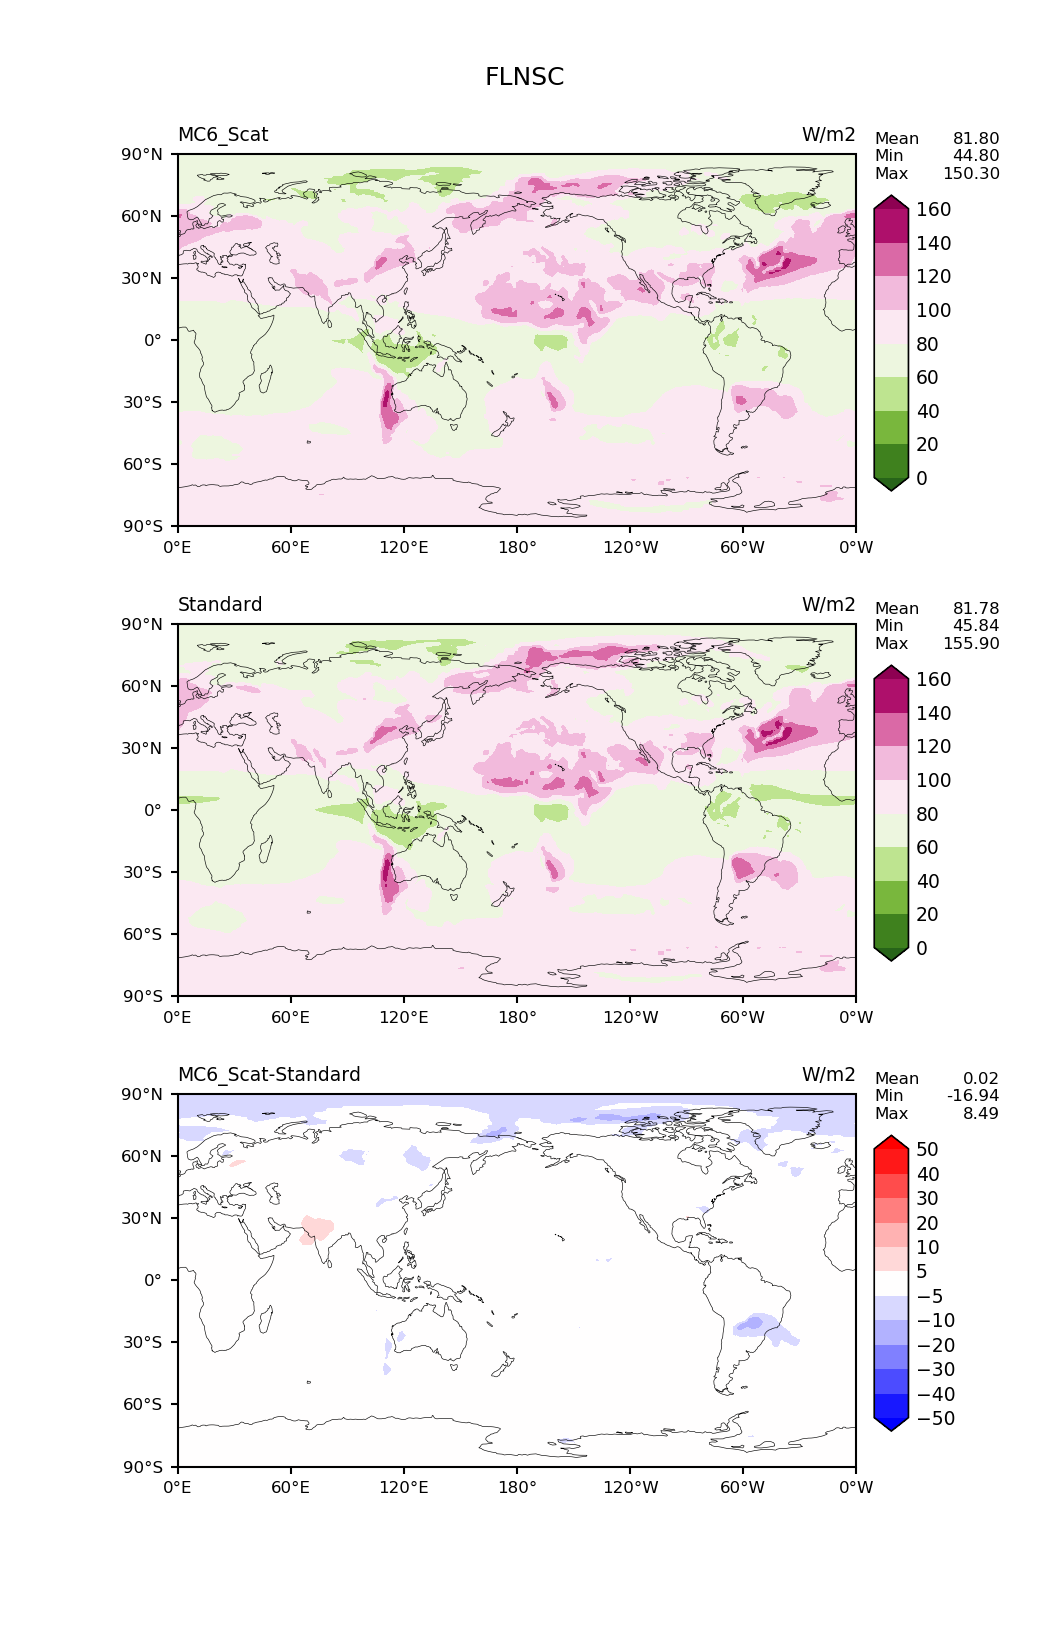 FLNSC
MC6_Scat W/m2
Mean 81.80
Min 44.80
Max 150.30
90°N
60°N
30°N
0°
30°S
60°S
90°S
0°E 60°E 120°E 180° 120°W 60°W 0°W
160
140
120
100
80
60
40
20
0
Standard W/m2
Mean 81.78
Min 45.84
Max 155.90
90°N
60°N
30°N
0°
30°S
60°S
90°S
0°E 60°E 120°E 180° 120°W 60°W 0°W
160
140
120
100
80
60
40
20
0
MC6_Scat-Standard W/m2
Mean 0.02
Min -16.94
Max 8.49
90°N
60°N
30°N
0°
30°S
60°S
90°S
0°E 60°E 120°E 180° 120°W 60°W 0°W
50
40
30
20
10
5
−5
−10
−20
−30
−40
−50